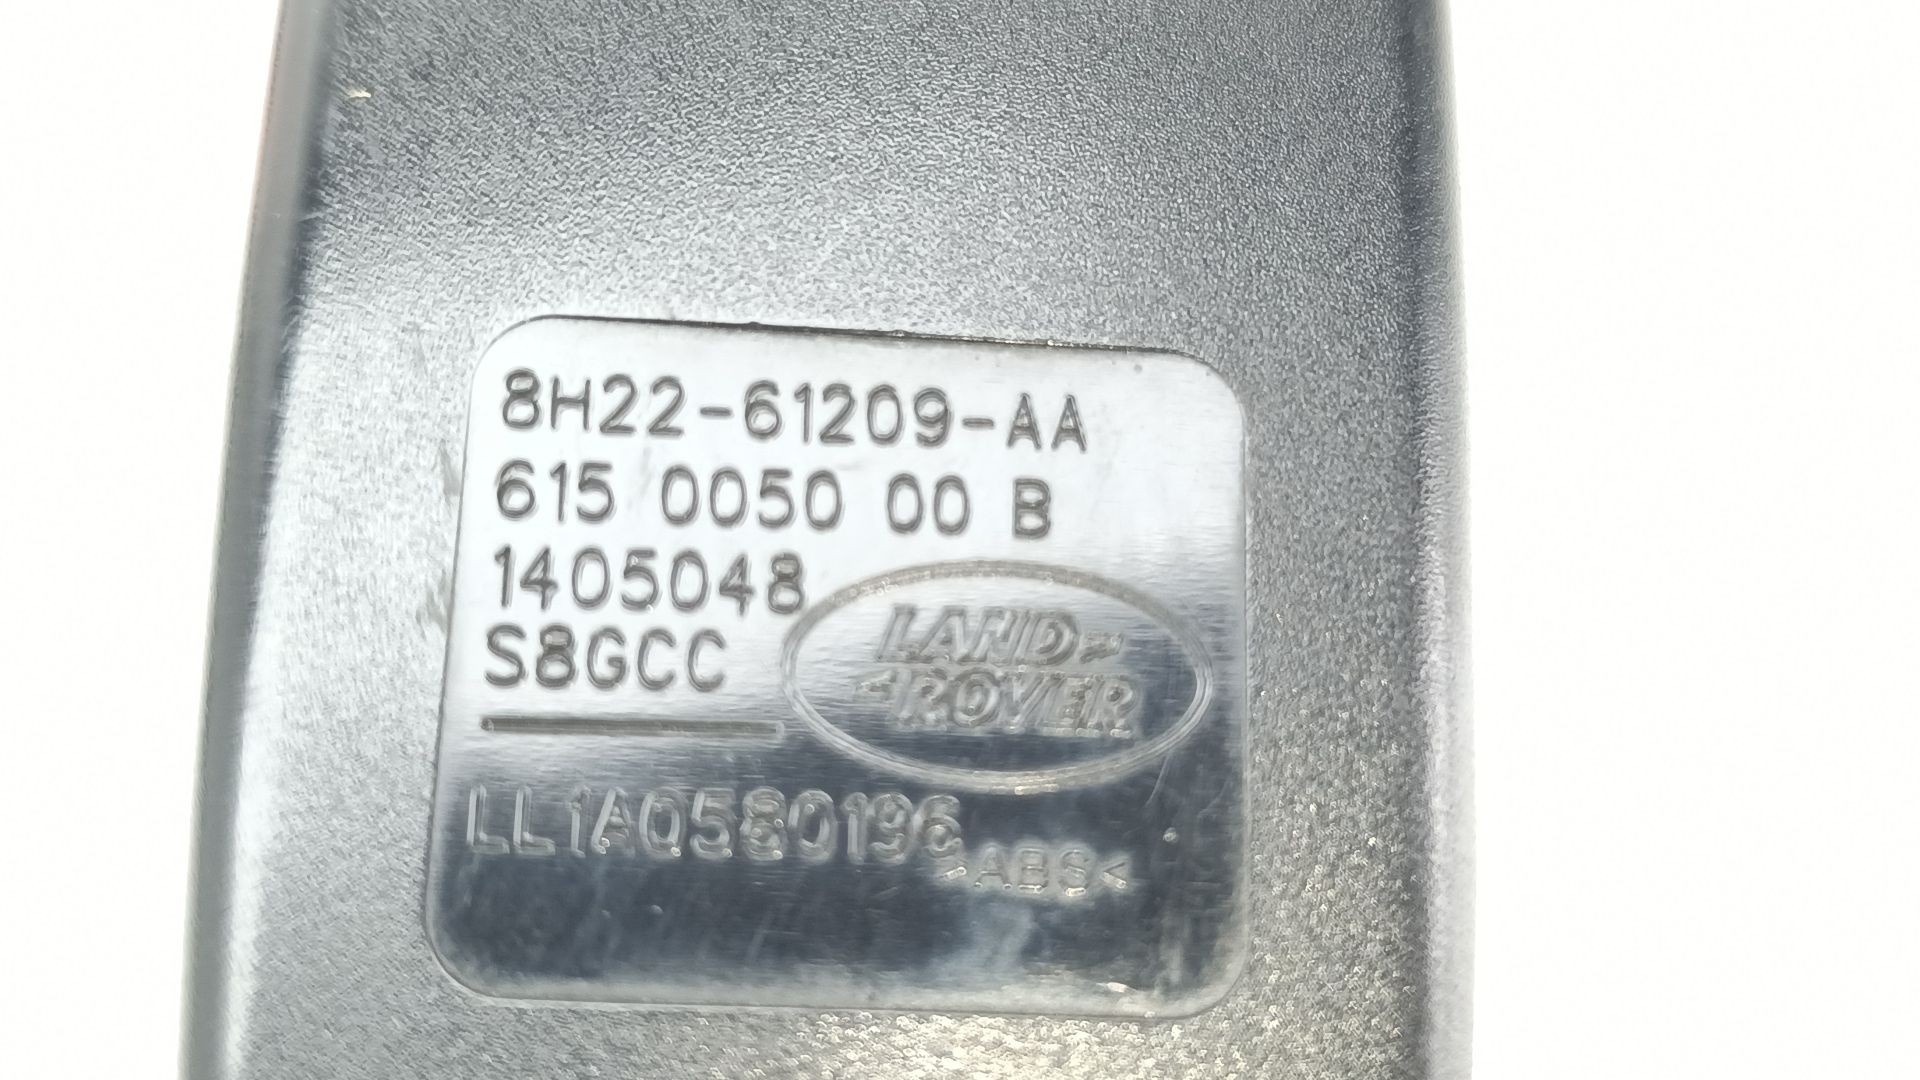 8H22-61209-AA
615 0050 00 B
1405048
S8GCC
LAND
ROVER
LL1A0580196
>ABS<